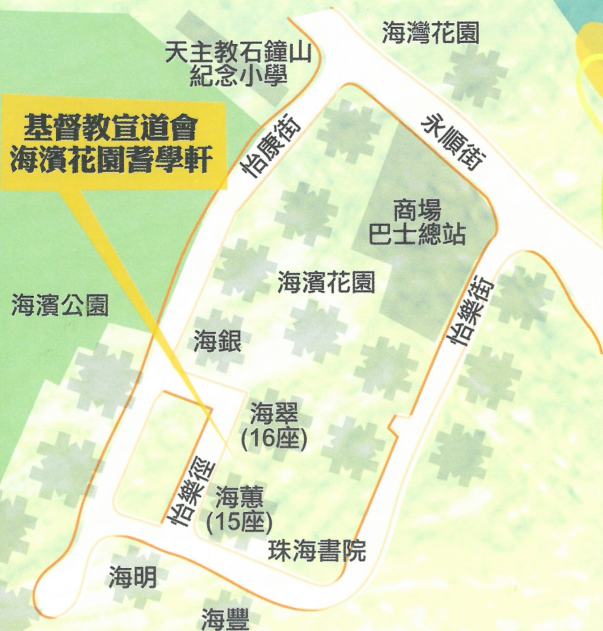 海灣花園
天主教石鐘山
紀念小學
基督教宣道會
海濱花園耆學軒
怡康街
永順街
商場
巴士總站
海濱花園
怡樂街
海濱公園
海銀
海翠
(16座)
怡樂徑
海蕙
(15座)
珠海書院
海明
海豐